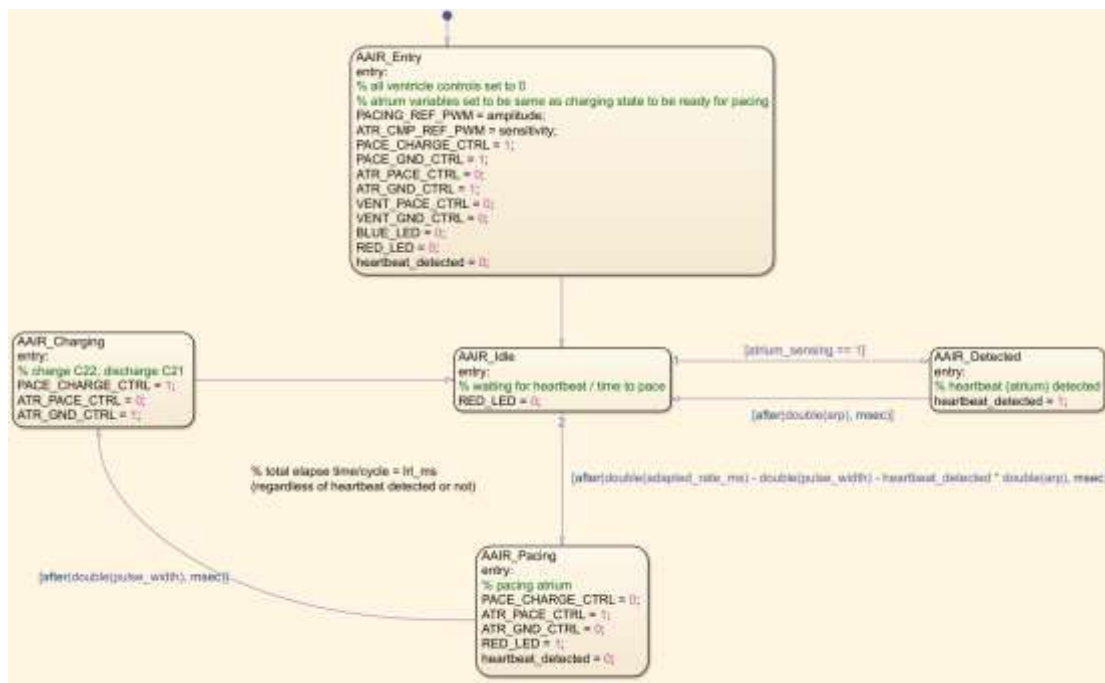 AAIR_Entry
entry:
% all ventricle controls set to 0
% atrium variables set to be same as charging state to be ready for pacing
PACING_REF_PWM = amplitude;
ATR_CMP_REF_PWM = sensitivity;
PACE_CHARGE_CTRL = 1;
PACE_GND_CTRL = 1;
ATR_PACE_CTRL = 0;
ATR_GND_CTRL = 1;
VENT_PACE_CTRL = 0;
VENT_GND_CTRL = 0;
BLUE_LED = 0;
RED_LED = 0;
heartbeat_detected = 0;
AAIR_Charging
entry:
% charge C22, discharge C21
PACE_CHARGE_CTRL = 1;
ATR_PACE_CTRL = 0;
ATR_GND_CTRL = 1;
AAIR_Idle
entry:
% waiting for heartbeat / time to pace
RED_LED = 0;
1
[atrium_sensing == 1]
AAIR_Detected
entry:
% heartbeat (atrium) detected
heartbeat_detected = 1;
[after(double(arp), msec)]
2
% total elapse time/cycle = lrl_ms
(regardless of heartbeat detected or not)
[after(double(adapted_rate_ms) - double(pulse_width) - heartbeat_detected * double(arp), msec
AAIR_Pacing
entry:
% pacing atrium
PACE_CHARGE_CTRL = 0;
ATR_PACE_CTRL = 1;
ATR_GND_CTRL = 0;
RED_LED = 1;
heartbeat_detected = 0;
[after(double(pulse_width), msec)]